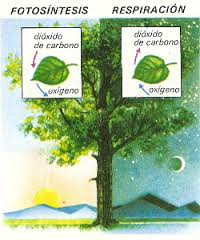 FOTOSÍNTESIS
RESPIRACIÓN
dióxido
de carbono
oxígeno
dióxido
de carbono
oxígeno